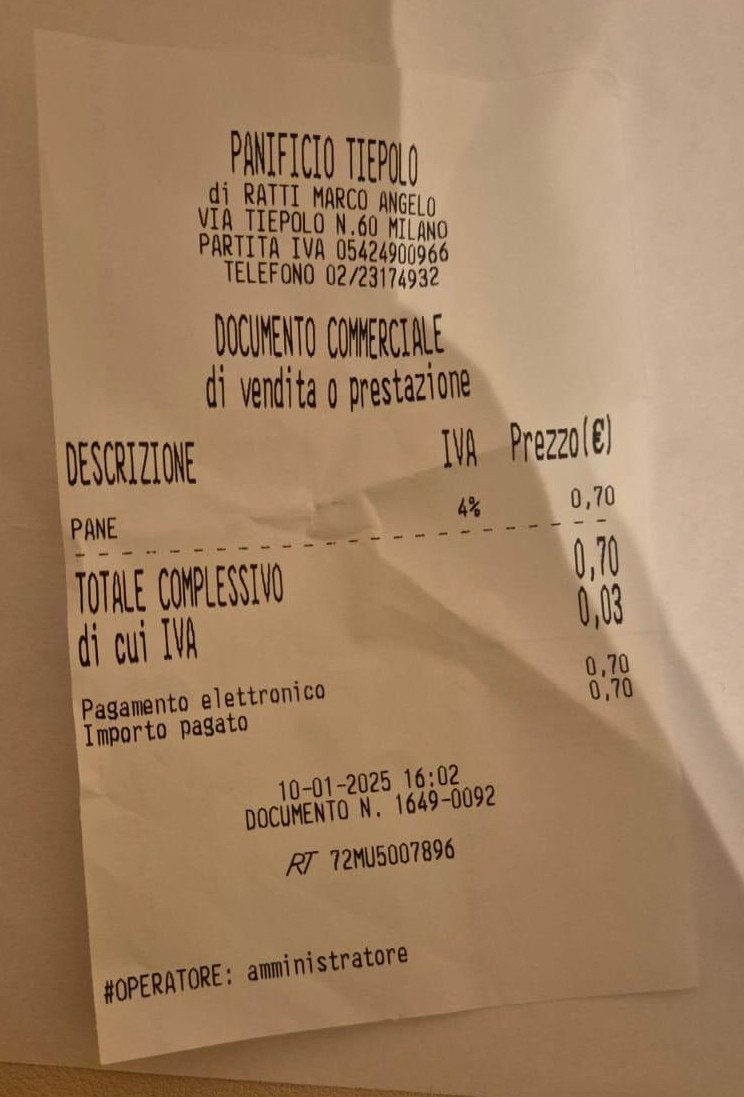 PANIFICIO TIEPOLO
di RATTI MARCO ANGELO
VIA TIEPOLO N.60 MILANO
PARTITA IVA 05424900966
TELEFONO 02/23174932
DOCUMENTO COMMERCIALE
di vendita o prestazione
DESCRIZIONE IVA Prezzo(€)
PANE 4% 0,70
TOTALE COMPLESSIVO 0,70
di cui IVA 0,03
Pagamento elettronico 0,70
Importo pagato 0,70
10-01-2025 16:02
DOCUMENTO N. 1649-0092
RT 72MU5007896
#OPERATORE: amministratore